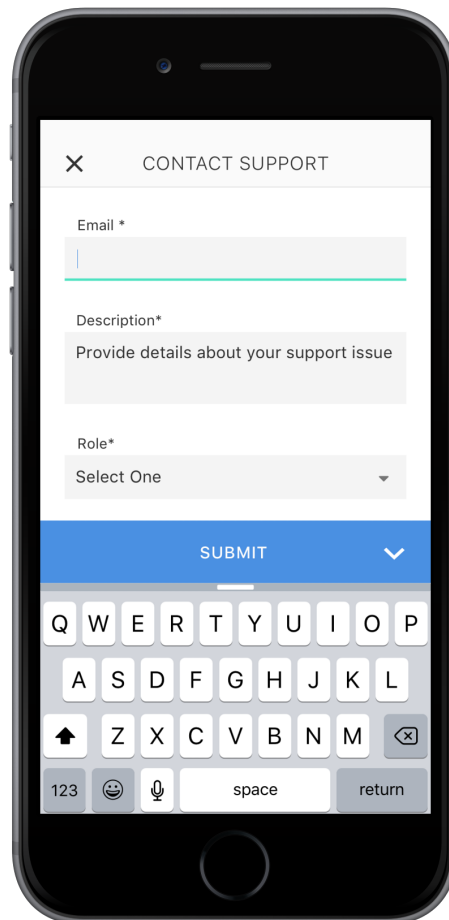 CONTACT SUPPORT
Email *
Description*
Provide details about your support issue
Role*
Select One
SUBMIT
Q W E R T Y U I O P
A S D F G H J K L
Z X C V B N M
123 space return